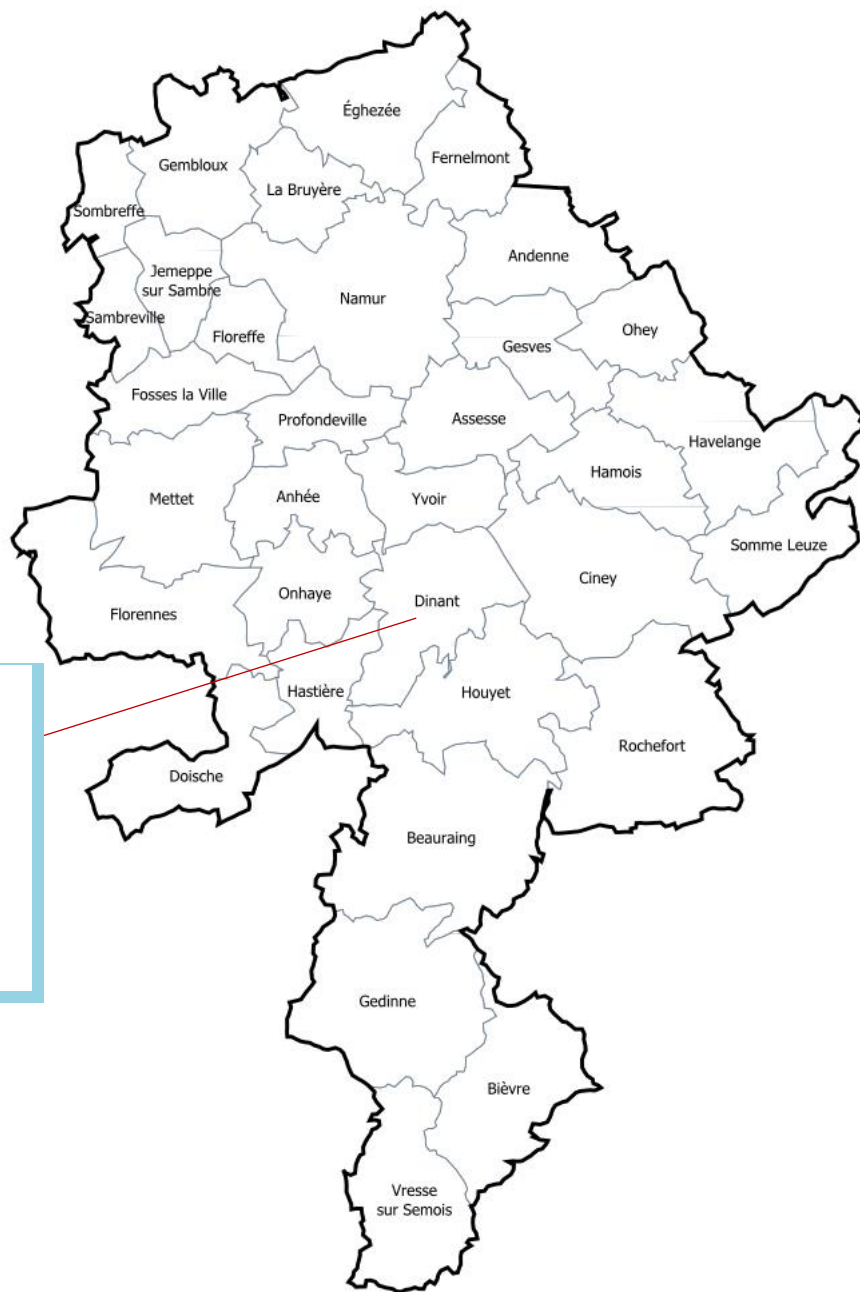 Éghezée
Gembloux
Fernelmont
La Bruyère
Sombreffe
Andenne
Jemeppe
sur Sambre
Namur
Sambreville
Floreffe
Ohey
Gesves
Fosses la Ville
Profondeville
Assesse
Havelange
Hamois
Mettet
Anhée
Yvoir
Somme Leuze
Ciney
Onhaye
Dinant
Florennes
Hastière
Houyet
Rochefort
Doische
Beauraing
Gedinne
Bièvre
Vresse
sur Semois